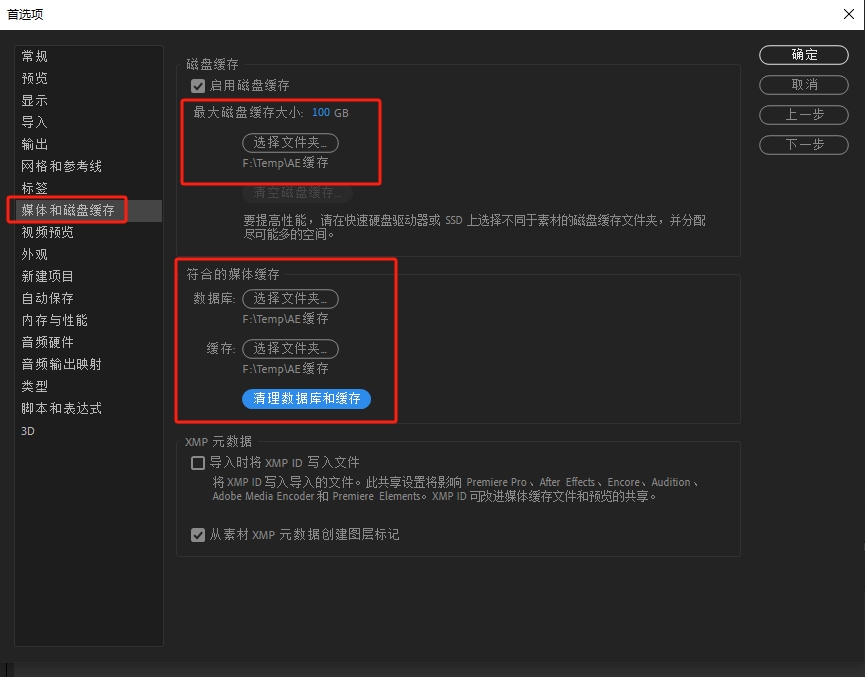 首选项
常规
预览
显示
导入
输出
网格和参考线
标签
媒体和磁盘缓存
视频预览
外观
新建项目
自动保存
内存与性能
音频硬件
音频输出映射
类型
脚本和表达式
3D
磁盘缓存
启用磁盘缓存
最大磁盘缓存大小: 100 GB
选择文件夹...
F:\Temp\AE缓存
清空磁盘缓存...
要提高性能，请在快速硬盘驱动器或 SSD 上选择不同于素材的磁盘缓存文件夹，并分配
尽可能多的空间。
符合的媒体缓存
数据库: 选择文件夹...
F:\Temp\AE缓存
缓存: 选择文件夹...
F:\Temp\AE缓存
清理数据库和缓存
XMP 元数据
导入时将 XMP ID 写入文件
将 XMP ID 写入导入的文件。此共享设置将影响 Premiere Pro、After Effects、Encore、Audition、
Adobe Media Encoder 和 Premiere Elements。XMP ID 可改进媒体缓存文件和预览的共享。
从素材 XMP 元数据创建图层标记
确定
取消
上一步
下一步